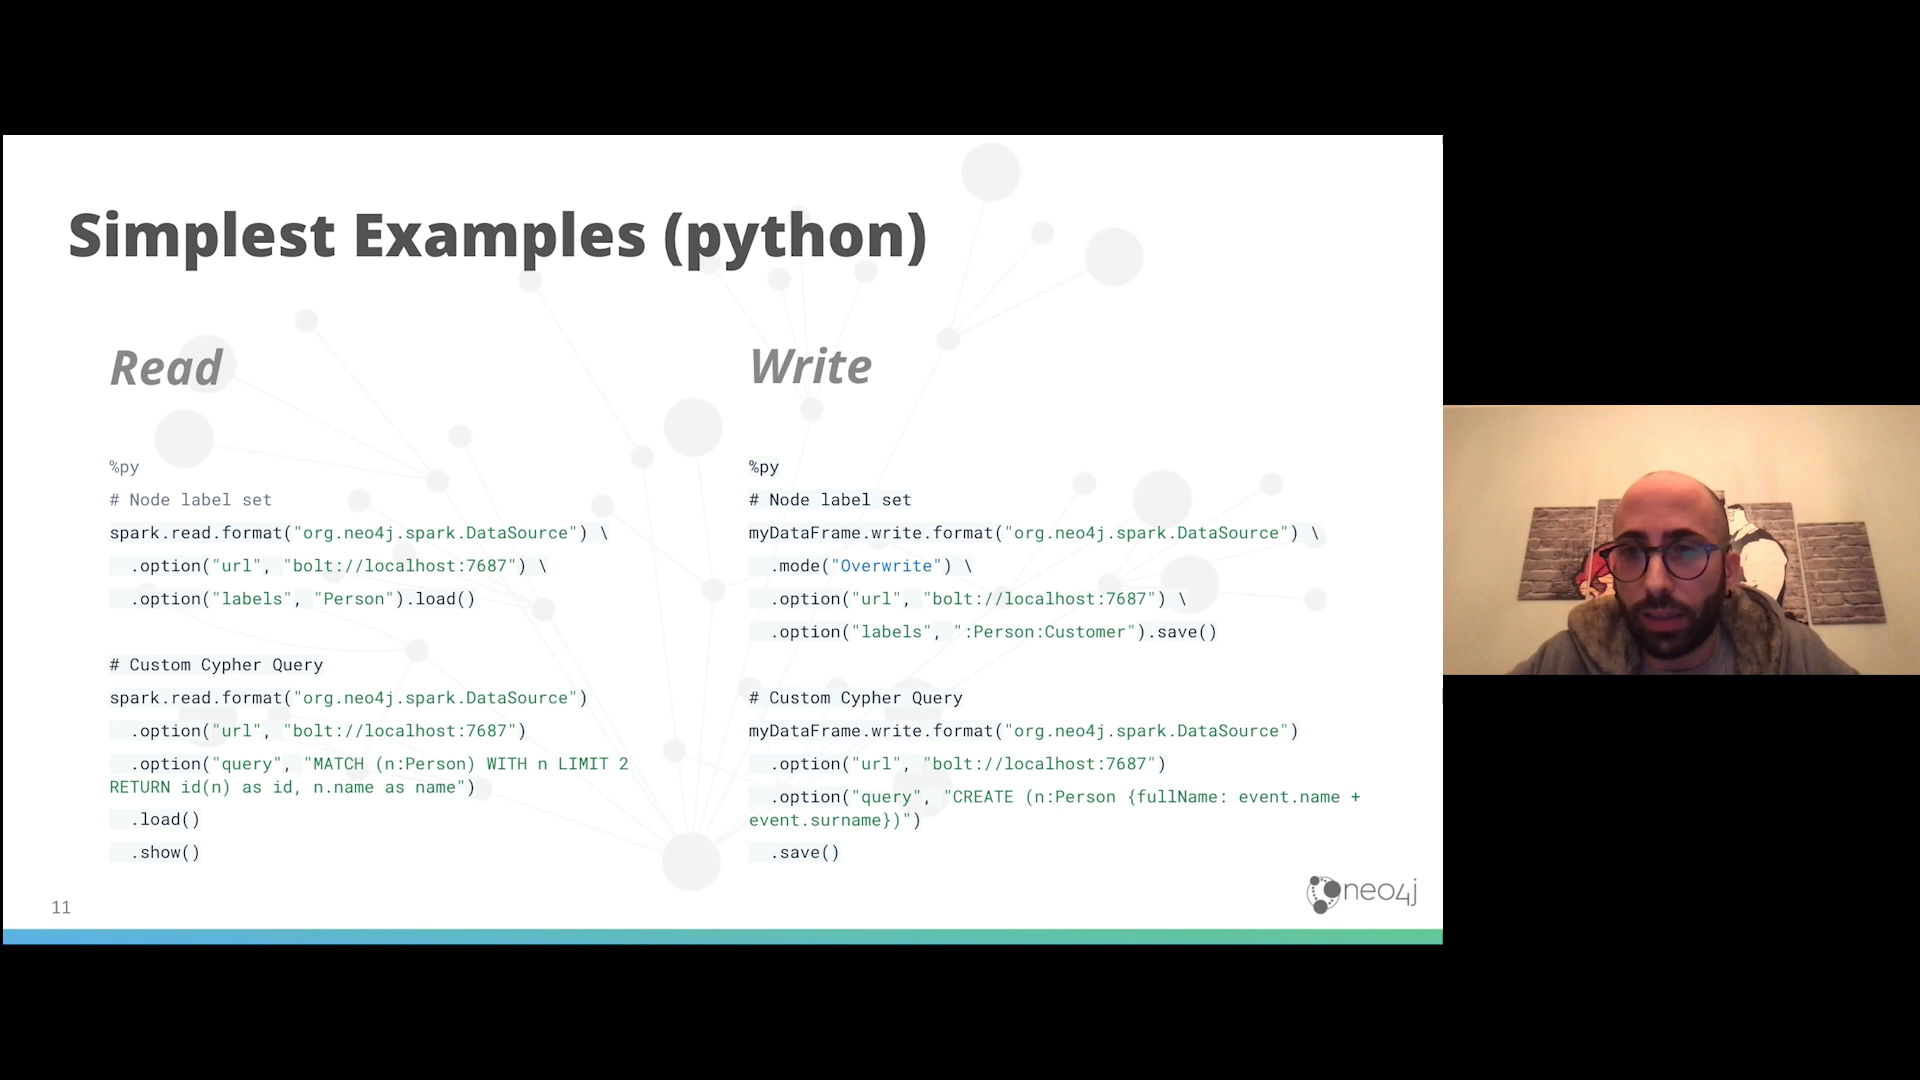 Simplest Examples (python)
Read
%py
# Node label set
spark.read.format("org.neo4j.spark.DataSource") \
.option("url", "bolt://localhost:7687") \
.option("labels", "Person").load()
# Custom Cypher Query
spark.read.format("org.neo4j.spark.DataSource")
.option("url", "bolt://localhost:7687")
.option("query", "MATCH (n:Person) WITH n LIMIT 2
RETURN id(n) as id, n.name as name")
.load()
.show()
Write
%py
# Node label set
myDataFrame.write.format("org.neo4j.spark.DataSource") \
.mode("Overwrite") \
.option("url", "bolt://localhost:7687") \
.option("labels", ":Person:Customer").save()
# Custom Cypher Query
myDataFrame.write.format("org.neo4j.spark.DataSource")
.option("url", "bolt://localhost:7687")
.option("query", "CREATE (n:Person {fullName: event.name +
event.surname})")
.save()
11
neo4j